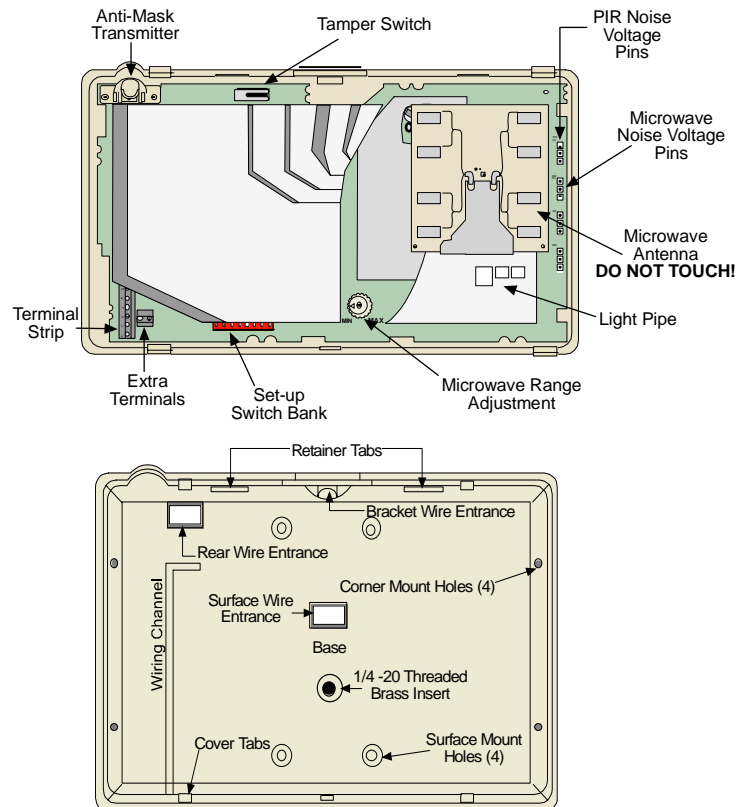 Anti-Mask
Transmitter
Tamper Switch
PIR Noise
Voltage
Pins
Microwave
Noise Voltage
Pins
Microwave
Antenna
DO NOT TOUCH!
Light Pipe
MIN
MAX
Terminal
Strip
Extra
Terminals
Set-up
Switch Bank
Microwave Range
Adjustment
Retainer Tabs
Bracket Wire Entrance
Rear Wire Entrance
Corner Mount Holes (4)
Wiring Channel
Surface Wire
Entrance
Base
1/4 -20 Threaded
Brass Insert
Cover Tabs
Surface Mount
Holes (4)